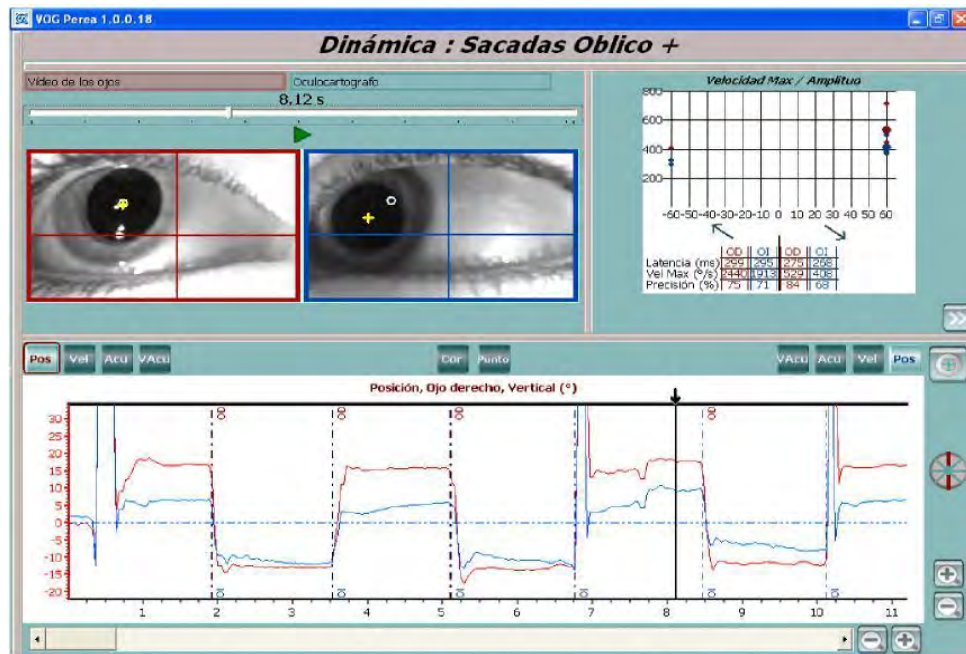 VOG Perea 1.0.0.18
Dinámica : Sacadas Oblico +
Vídeo de los ojos
Oculocartografo
8.12 s
Velocidad Max / Amplituo
800
600
400
200
-60-50-40-30-20-10 0 10 20 30 40 50 60
OD OI OD OI
Latencia (ms) 299 295 275 268
Vel Max (º/s) 2440 1913 529 408
Precisión (%) 75 71 84 68
>>
Pos Vel Acu VAcu Cor Punto VAcu Acu Vel Pos
Posición, Ojo derecho, Vertical (°)
30
25
20
15
10
5
0
-5
-10
-15
-20
1 2 3 4 5 6 7 8 9 10 11